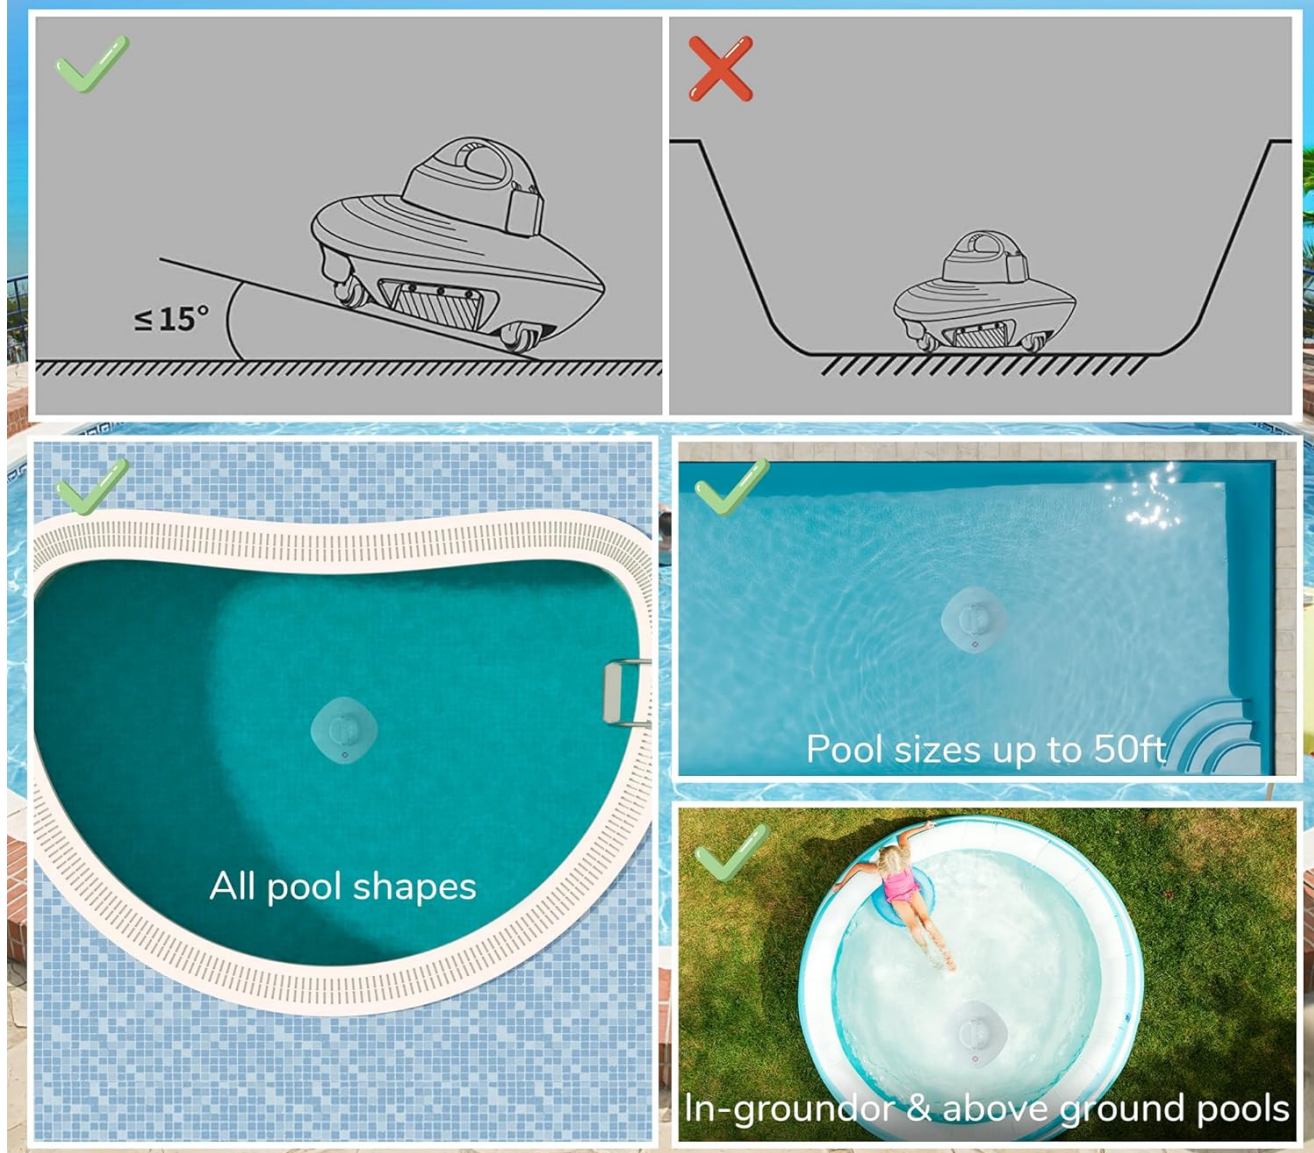 ≤15°
All pool shapes
Pool sizes up to 50ft
In-groundor & above ground pools